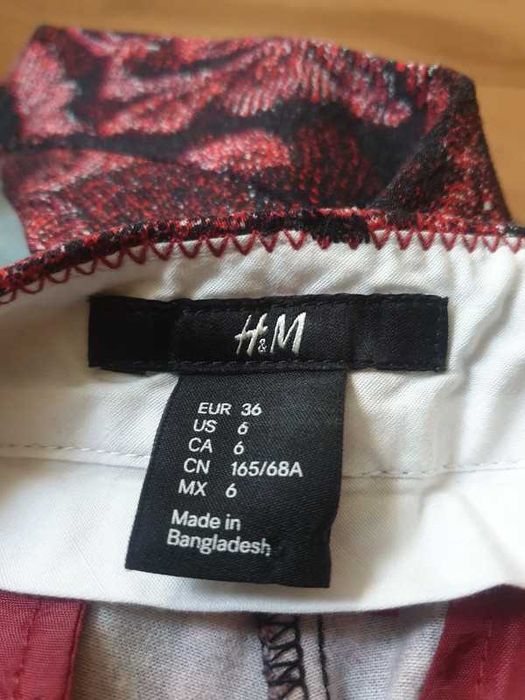 H&M
EUR 36
US 6
CA 6
CN 165/68A
MX 6
Made in
Bangladesh